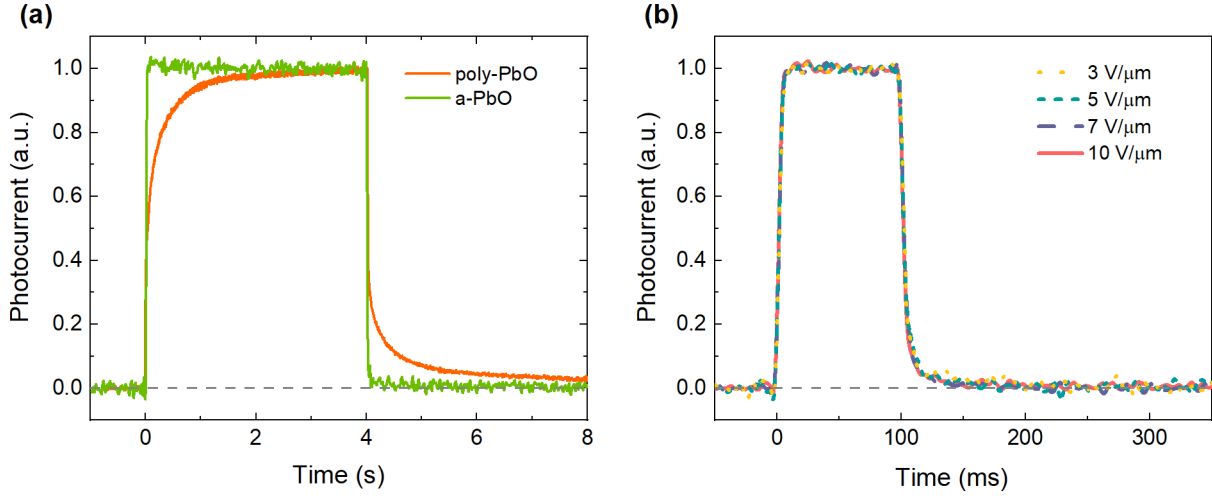 (a)
Photocurrent (a.u.)
1.0
0.8
0.6
0.4
0.2
0.0
poly-PbO
a-PbO
0 2 4 6 8
Time (s)
(b)
Photocurrent (a.u.)
1.0
0.8
0.6
0.4
0.2
0.0
3 V/μm
5 V/μm
7 V/μm
10 V/μm
0 100 200 300
Time (ms)